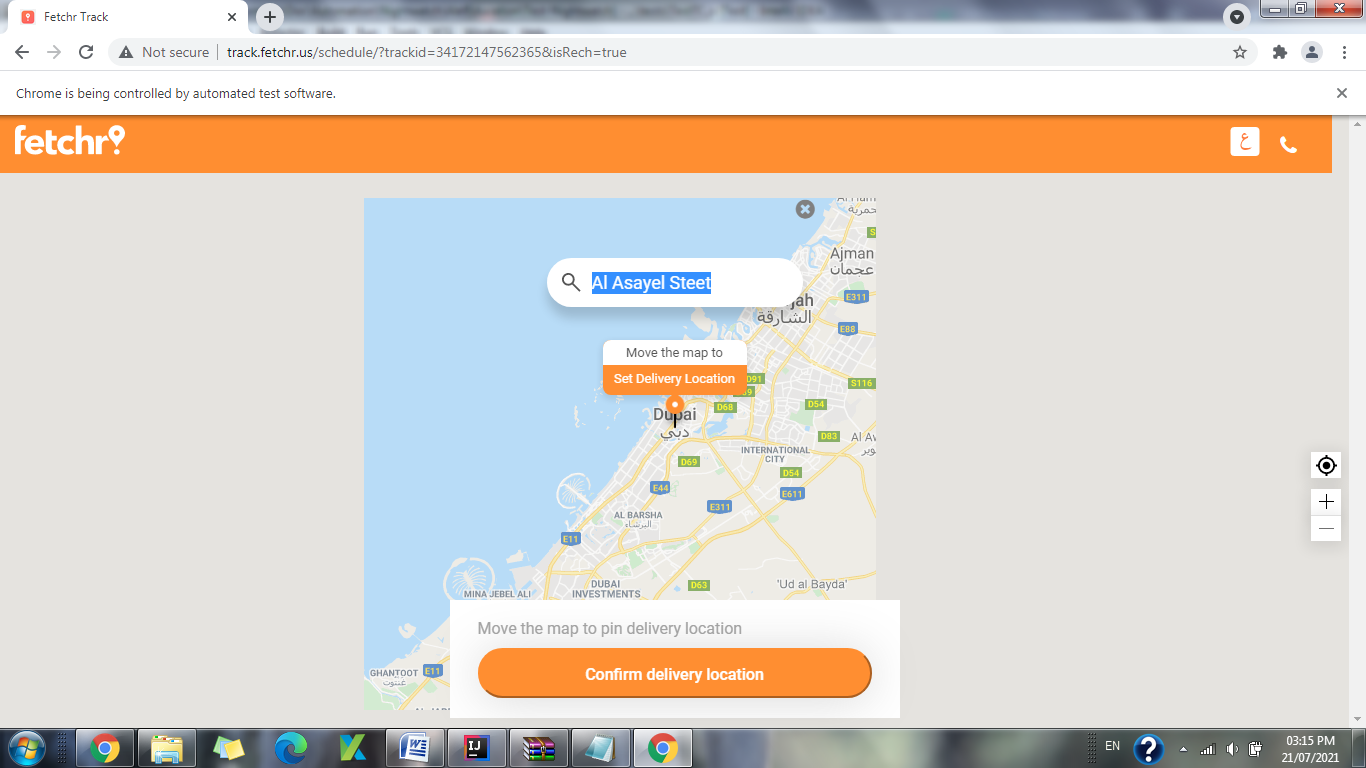 Fetchr Track
Not secure
track.fetchr.us/schedule/?trackid=34172147562365&isRech=true
Chrome is being controlled by automated test software.
fetchr
ع
Ajman
عجمان
Al Asayel Steet
E311
jah
الشارقة
E88
Move the map to
Set Delivery Location
D91
S116
D68
D54
Dubai
دبي
D83
INTERNATIONAL
CITY
D69
D54
E44
E611
E311
AL BARSHA
البرشاء
E11
DUBAI
INVESTMENTS
D63
'Ud al Bayda'
MINA JEBEL ALI
Move the map to pin delivery location
Confirm delivery location
GHANTOOT
غنتوت
E11
EN
03:15 PM
21/07/2021